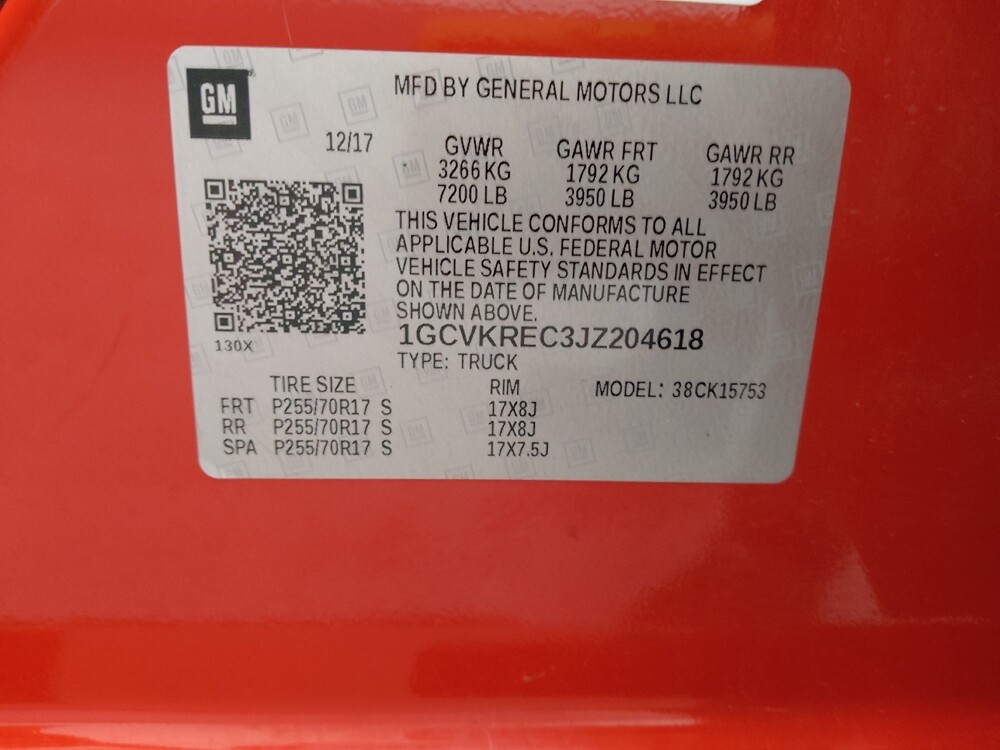 GM
MFD BY GENERAL MOTORS LLC
12/17
GVWR GAWR FRT GAWR RR
3266 KG 1792 KG 1792 KG
7200 LB 3950 LB 3950 LB
THIS VEHICLE CONFORMS TO ALL
APPLICABLE U.S. FEDERAL MOTOR
VEHICLE SAFETY STANDARDS IN EFFECT
ON THE DATE OF MANUFACTURE
SHOWN ABOVE.
130X
1GCVKREC3JZ204618
TYPE: TRUCK
TIRE SIZE RIM MODEL: 38CK15753
FRT P255/70R17 S 17X8J
RR P255/70R17 S 17X8J
SPA P255/70R17 S 17X7.5J